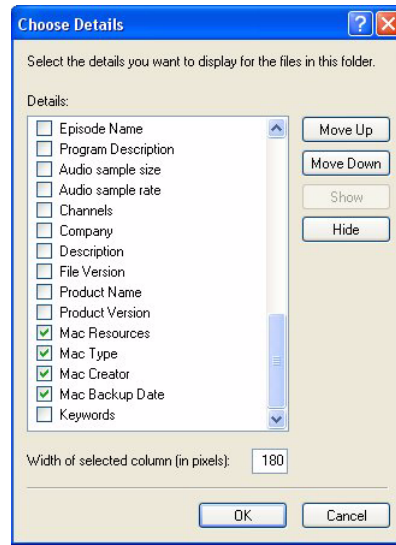 Choose Details
Select the details you want to display for the files in this folder.
Details:
Episode Name
Program Description
Audio sample size
Audio sample rate
Channels
Company
Description
File Version
Product Name
Product Version
Mac Resources
Mac Type
Mac Creator
Mac Backup Date
Keywords
Move Up
Move Down
Show
Hide
Width of selected column (in pixels): 180
OK Cancel